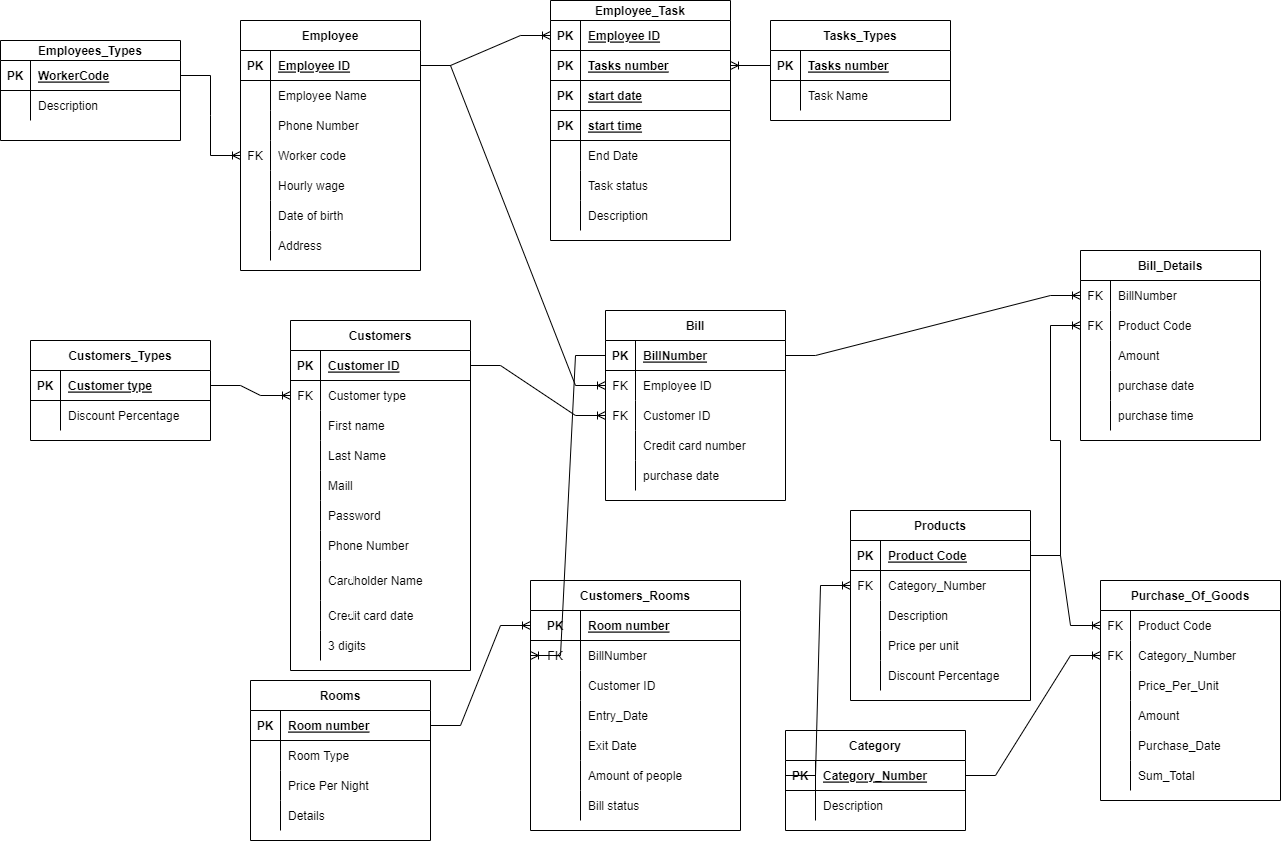 Employees_Types
PK WorkerCode
Description
Employee
PK Employee ID
Employee Name
Phone Number
FK Worker code
Hourly wage
Date of birth
Address
Employee_Task
PK Employee ID
PK Tasks number
PK start date
PK start time
End Date
Task status
Description
Tasks_Types
PK Tasks number
Task Name
Customers_Types
PK Customer type
Discount Percentage
Customers
PK Customer ID
FK Customer type
First name
Last Name
Maill
Password
Phone Number
Cardholder Name
Credit card date
3 digits
Bill
PK BillNumber
FK Employee ID
FK Customer ID
Credit card number
purchase date
Bill_Details
FK BillNumber
FK Product Code
Amount
purchase date
purchase time
Rooms
PK Room number
Room Type
Price Per Night
Details
Customers_Rooms
PK Room number
FK BillNumber
Customer ID
Entry_Date
Exit Date
Amount of people
Bill status
Products
PK Product Code
FK Category_Number
Description
Price per unit
Discount Percentage
Category
PK Category_Number
Description
Purchase_Of_Goods
FK Product Code
FK Category_Number
Price_Per_Unit
Amount
Purchase_Date
Sum_Total